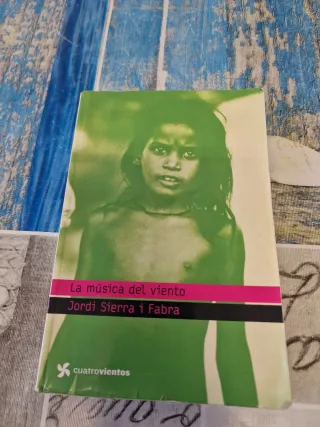 La música del viento
Jordi Sierra i Fabra
cuatrovientos